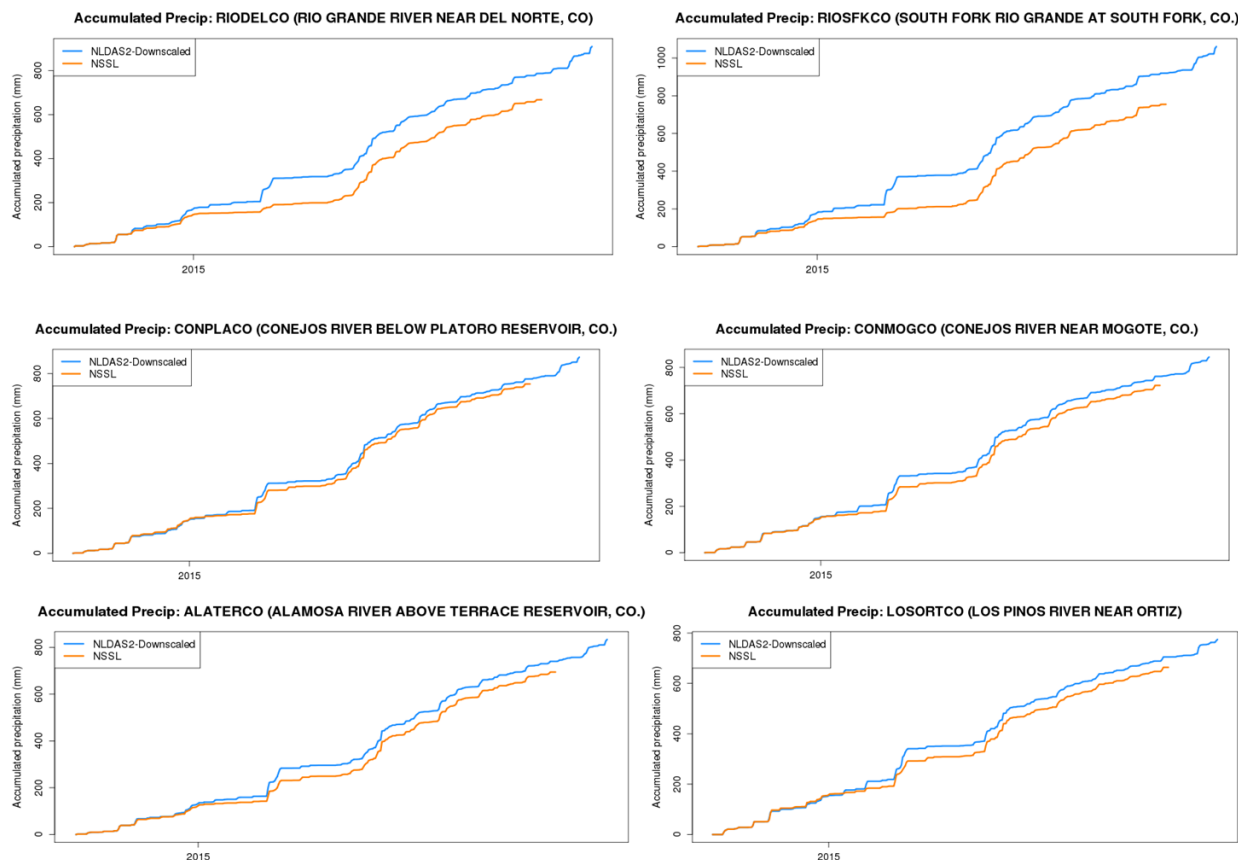 Accumulated Precip: RIODELCO (RIO GRANDE RIVER NEAR DEL NORTE, CO)
NLDAS2-Downscaled
NSSL
Accumulated precipitation (mm)
0
200
400
600
800
2015
Accumulated Precip: RIOSFKCO (SOUTH FORK RIO GRANDE AT SOUTH FORK, CO.)
NLDAS2-Downscaled
NSSL
Accumulated precipitation (mm)
0
200
400
600
800
1000
2015
Accumulated Precip: CONPLACO (CONEJOS RIVER BELOW PLATORO RESERVOIR, CO.)
NLDAS2-Downscaled
NSSL
Accumulated precipitation (mm)
0
200
400
600
800
2015
Accumulated Precip: CONMOGCO (CONEJOS RIVER NEAR MOGOTE, CO.)
NLDAS2-Downscaled
NSSL
Accumulated precipitation (mm)
0
200
400
600
800
2015
Accumulated Precip: ALATERCO (ALAMOSA RIVER ABOVE TERRACE RESERVOIR, CO.)
NLDAS2-Downscaled
NSSL
Accumulated precipitation (mm)
0
200
400
600
800
2015
Accumulated Precip: LOSORTCO (LOS PINOS RIVER NEAR ORTIZ)
NLDAS2-Downscaled
NSSL
Accumulated precipitation (mm)
0
200
400
600
800
2015